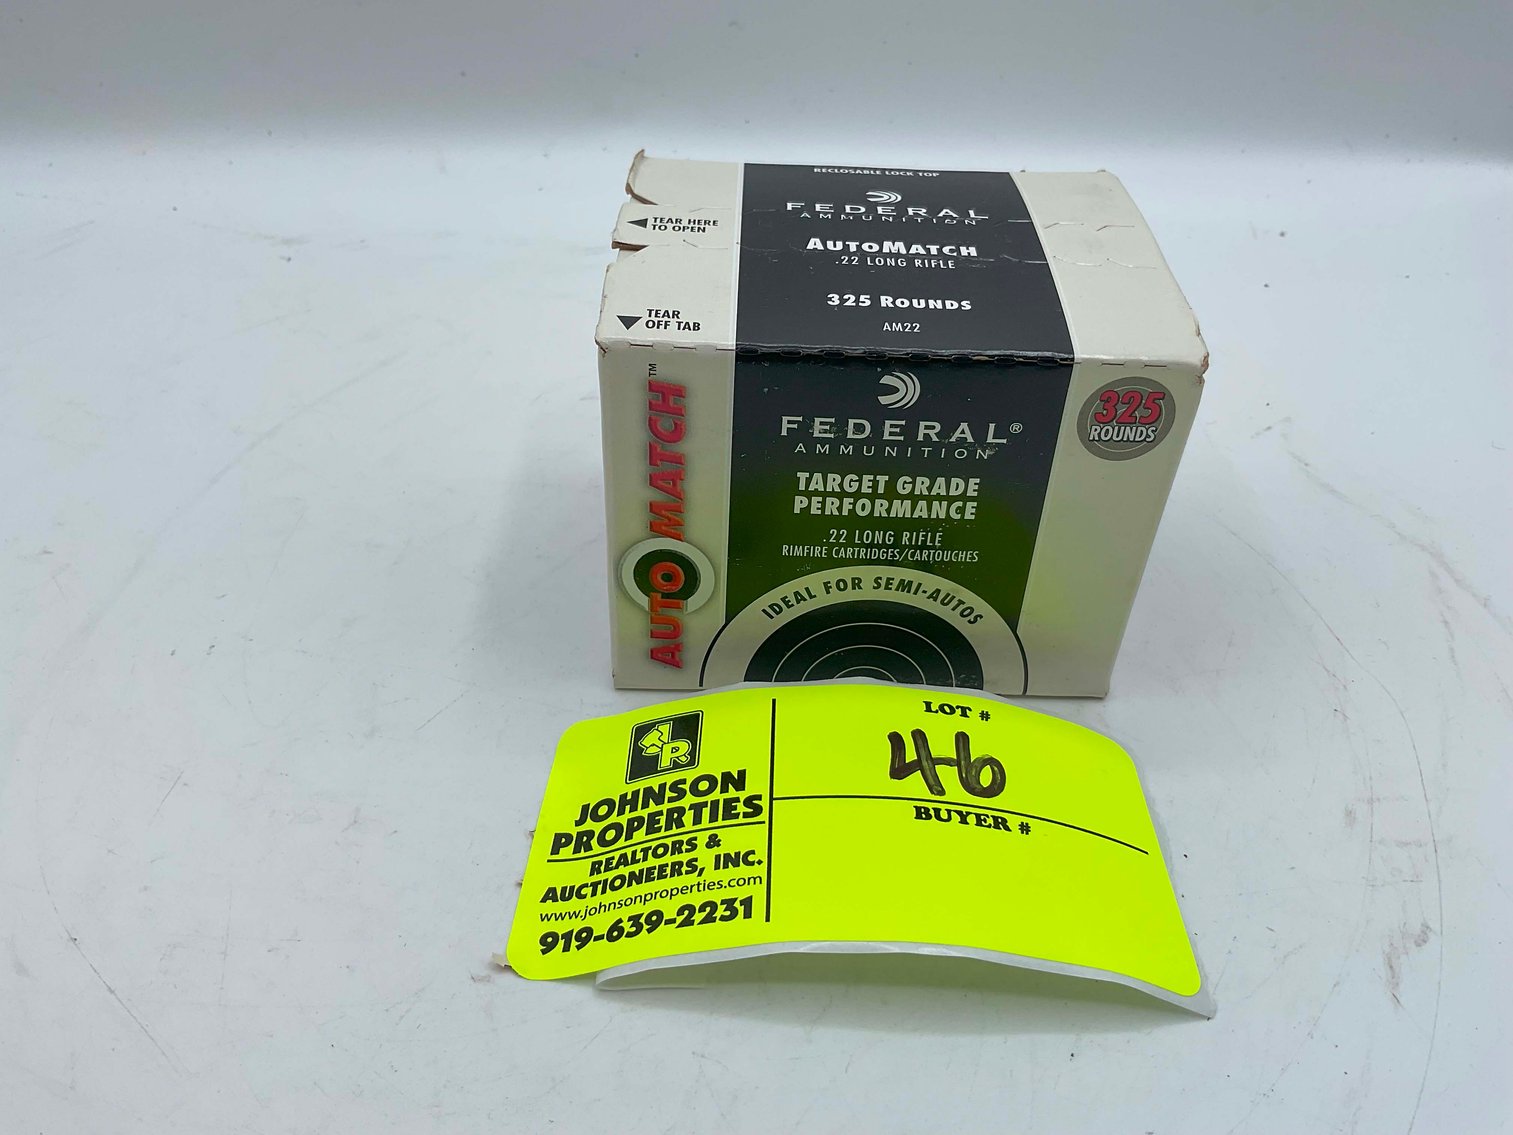 RECLOSABLE LOCK TOP
FEDERAL
AMMUNITION
AUTOMATCH
.22 LONG RIFLE
325 ROUNDS
AM22
TEAR HERE
TO OPEN
TEAR
OFF TAB
AUTOMATCH™
FEDERAL®
AMMUNITION
TARGET GRADE
PERFORMANCE
.22 LONG RIFLE
RIMFIRE CARTRIDGES/CARTOUCHES
IDEAL FOR SEMI-AUTOS
325
ROUNDS
JR
JOHNSON
PROPERTIES
REALTORS &
AUCTIONEERS, INC.
www.johnsonproperties.com
919-639-2231
LOT #
46
BUYER #